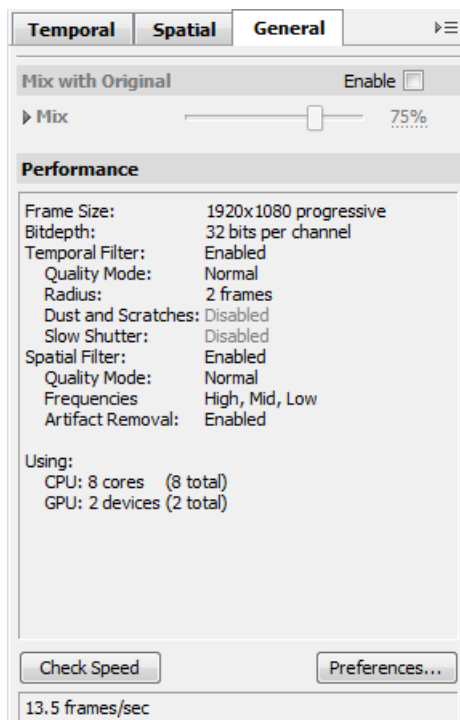 Temporal Spatial General
Mix with Original Enable
Mix 75%
Performance
Frame Size: 1920x1080 progressive
Bitdepth: 32 bits per channel
Temporal Filter: Enabled
Quality Mode: Normal
Radius: 2 frames
Dust and Scratches: Disabled
Slow Shutter: Disabled
Spatial Filter: Enabled
Quality Mode: Normal
Frequencies High, Mid, Low
Artifact Removal: Enabled
Using:
CPU: 8 cores (8 total)
GPU: 2 devices (2 total)
Check Speed Preferences...
13.5 frames/sec